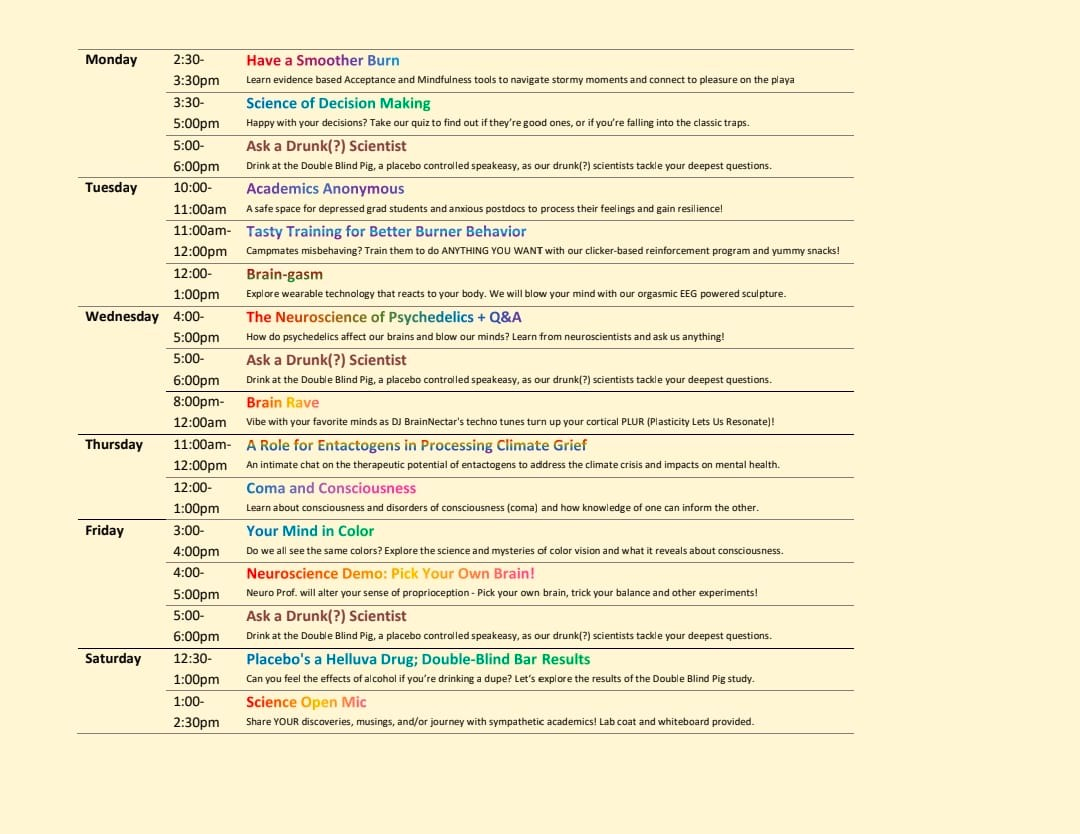 Monday 2:30- Have a Smoother Burn
3:30pm Learn evidence based Acceptance and Mindfulness tools to navigate stormy moments and connect to pleasure on the playa
3:30- Science of Decision Making
5:00pm Happy with your decisions? Take our quiz to find out if they're good ones, or if you're falling into the classic traps.
5:00- Ask a Drunk(?) Scientist
6:00pm Drink at the Double Blind Pig, a placebo controlled speakeasy, as our drunk(?) scientists tackle your deepest questions.
Tuesday 10:00- Academics Anonymous
11:00am A safe space for depressed grad students and anxious postdocs to process their feelings and gain resilience!
11:00am- Tasty Training for Better Burner Behavior
12:00pm Campmates misbehaving? Train them to do ANYTHING YOU WANT with our clicker-based reinforcement program and yummy snacks!
12:00- Brain-gasm
1:00pm Explore wearable technology that reacts to your body. We will blow your mind with our orgasmic EEG powered sculpture.
Wednesday 4:00- The Neuroscience of Psychedelics + Q&A
5:00pm How do psychedelics affect our brains and blow our minds? Learn from neuroscientists and ask us anything!
5:00- Ask a Drunk(?) Scientist
6:00pm Drink at the Double Blind Pig, a placebo controlled speakeasy, as our drunk(?) scientists tackle your deepest questions.
8:00pm- Brain Rave
12:00am Vibe with your favorite minds as DJ BrainNectar's techno tunes turn up your cortical PLUR (Plasticity Lets Us Resonate)!
Thursday 11:00am- A Role for Entactogens in Processing Climate Grief
12:00pm An intimate chat on the therapeutic potential of entactogens to address the climate crisis and impacts on mental health.
12:00- Coma and Consciousness
1:00pm Learn about consciousness and disorders of consciousness (coma) and how knowledge of one can inform the other.
Friday 3:00- Your Mind in Color
4:00pm Do we all see the same colors? Explore the science and mysteries of color vision and what it reveals about consciousness.
4:00- Neuroscience Demo: Pick Your Own Brain!
5:00pm Neuro Prof. will alter your sense of proprioception - Pick your own brain, trick your balance and other experiments!
5:00- Ask a Drunk(?) Scientist
6:00pm Drink at the Double Blind Pig, a placebo controlled speakeasy, as our drunk(?) scientists tackle your deepest questions.
Saturday 12:30- Placebo's a Helluva Drug; Double-Blind Bar Results
1:00pm Can you feel the effects of alcohol if you're drinking a dupe? Let's explore the results of the Double Blind Pig study.
1:00- Science Open Mic
2:30pm Share YOUR discoveries, musings, and/or journey with sympathetic academics! Lab coat and whiteboard provided.